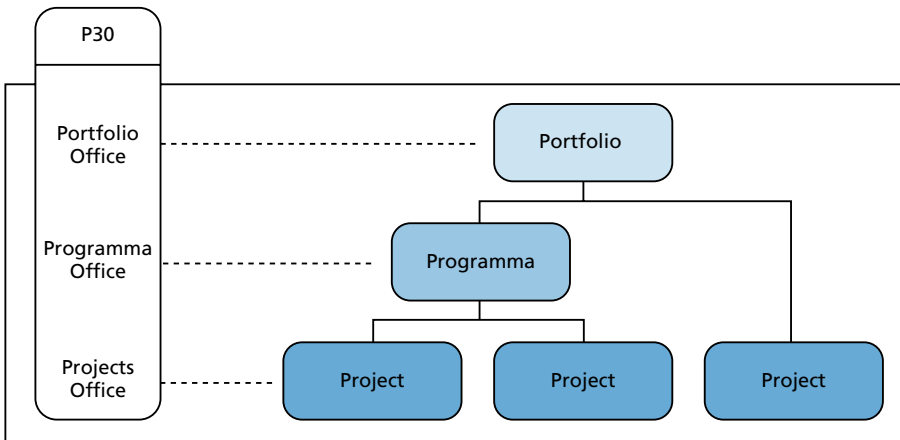 P30
Portfolio
Office
Portfolio
Programma
Office
Programma
Projects
Office
Project
Project
Project